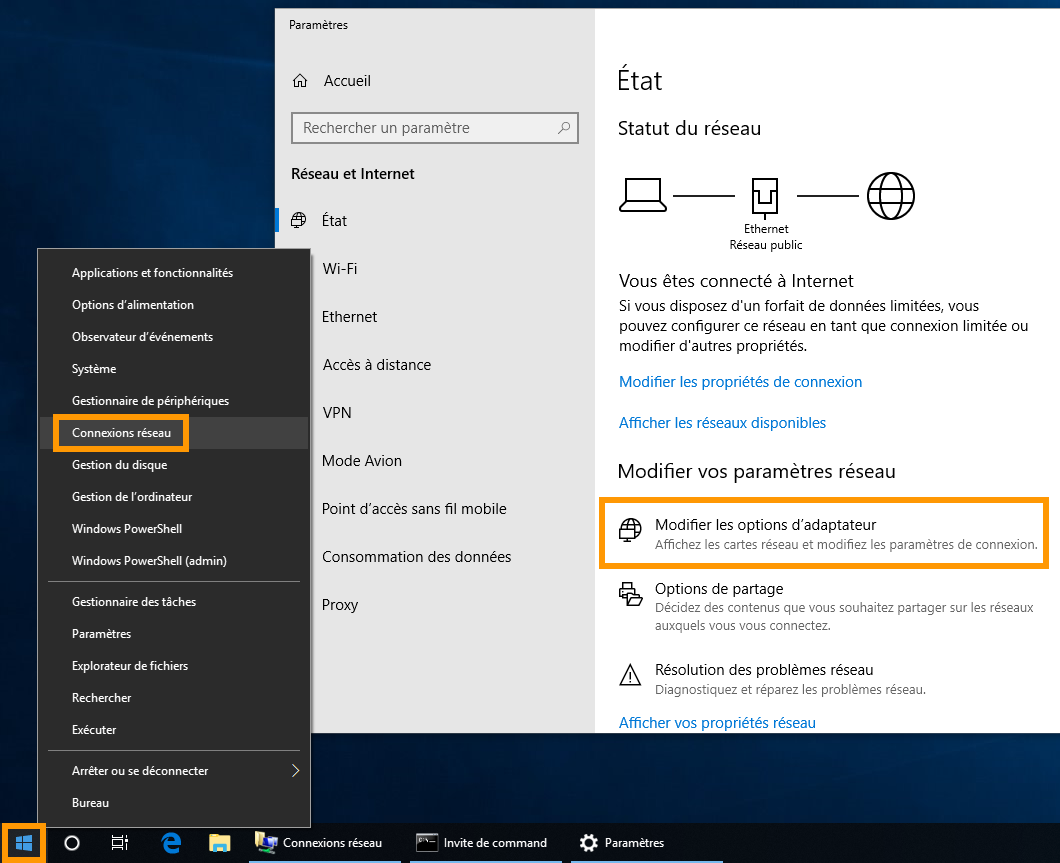 Paramètres
Accueil
Rechercher un paramètre
Réseau et Internet
État
Wi-Fi
Ethernet
Accès à distance
VPN
Mode Avion
Point d’accès sans fil mobile
Consommation des données
Proxy
État
Statut du réseau
Ethernet
Réseau public
Vous êtes connecté à Internet
Si vous disposez d'un forfait de données limitées, vous
pouvez configurer ce réseau en tant que connexion limitée ou
modifier d'autres propriétés.
Modifier les propriétés de connexion
Afficher les réseaux disponibles
Modifier vos paramètres réseau
Modifier les options d’adaptateur
Affichez les cartes réseau et modifiez les paramètres de connexion.
Options de partage
Décidez des contenus que vous souhaitez partager sur les réseaux
auxquels vous vous connectez.
Résolution des problèmes réseau
Diagnostiquez et réparez les problèmes réseau.
Afficher vos propriétés réseau
Applications et fonctionnalités
Options d’alimentation
Observateur d’événements
Système
Gestionnaire de périphériques
Connexions réseau
Gestion du disque
Gestion de l’ordinateur
Windows PowerShell
Windows PowerShell (admin)
Gestionnaire des tâches
Paramètres
Explorateur de fichiers
Rechercher
Exécuter
Arrêter ou se déconnecter
Bureau
Connexions réseau
Invite de command
Paramètres